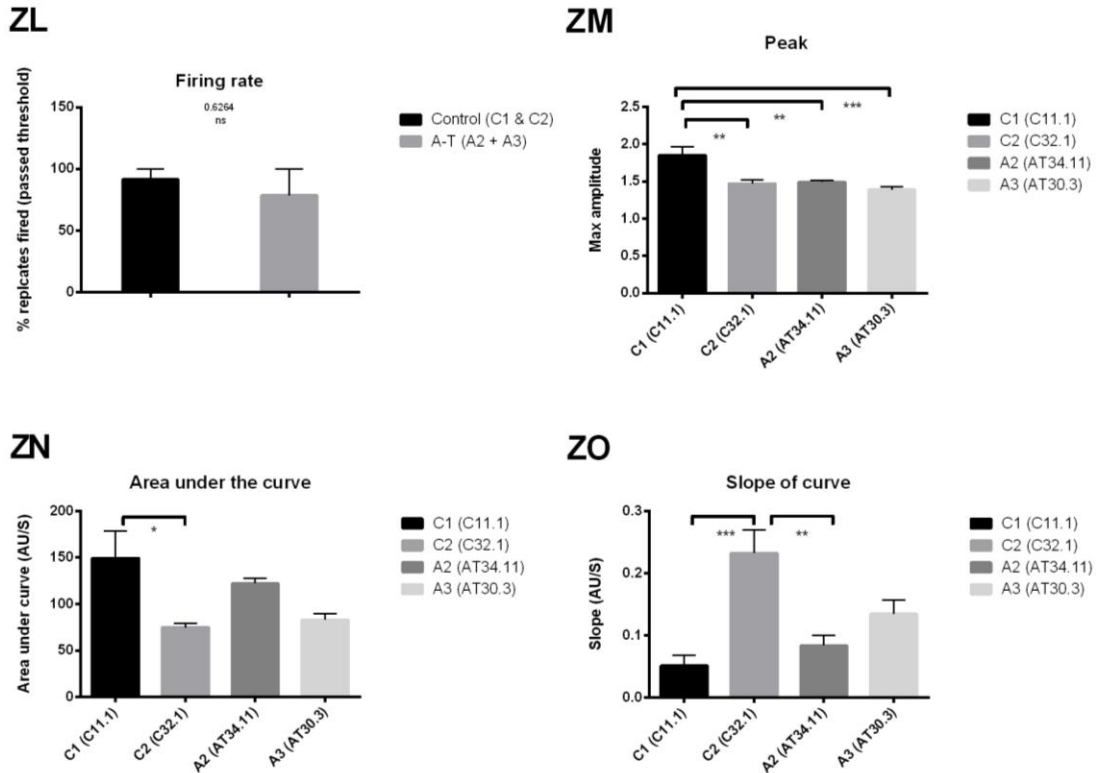 ZL
Firing rate
0.6264
ns
% replcates fired (passed threshold)
150
100
50
0
Control (C1 & C2)
A-T (A2 + A3)
ZM
Peak
***
**
**
Max amplitude
2.5
2.0
1.5
1.0
0.5
0.0
C1 (C11.1)
C2 (C32.1)
A2 (AT34.11)
A3 (AT30.3)
C1 (C11.1)
C2 (C32.1)
A2 (AT34.11)
A3 (AT30.3)
ZN
Area under the curve
*
Area under curve (AU/S)
200
150
100
50
0
C1 (C11.1)
C2 (C32.1)
A2 (AT34.11)
A3 (AT30.3)
C1 (C11.1)
C2 (C32.1)
A2 (AT34.11)
A3 (AT30.3)
ZO
Slope of curve
***
**
Slope (AU/S)
0.3
0.2
0.1
0.0
C1 (C11.1)
C2 (C32.1)
A2 (AT34.11)
A3 (AT30.3)
C1 (C11.1)
C2 (C32.1)
A2 (AT34.11)
A3 (AT30.3)